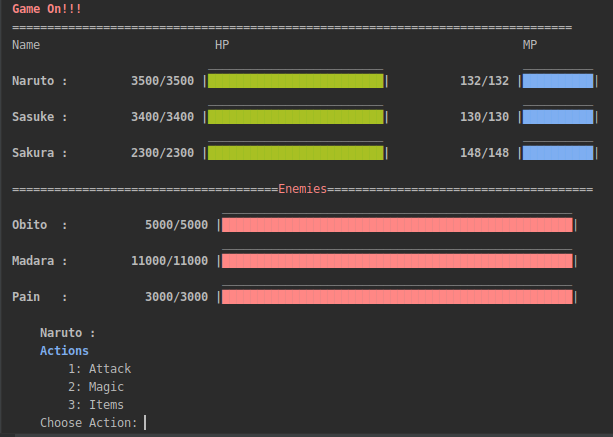 Game On!!!
================================================================================
Name HP MP
Naruto : 3500/3500 | | 132/132 | |
Sasuke : 3400/3400 | | 130/130 | |
Sakura : 2300/2300 | | 148/148 | |
======================================Enemies======================================
Obito : 5000/5000 | |
Madara : 11000/11000 | |
Pain : 3000/3000 | |
Naruto :
Actions
1: Attack
2: Magic
3: Items
Choose Action: